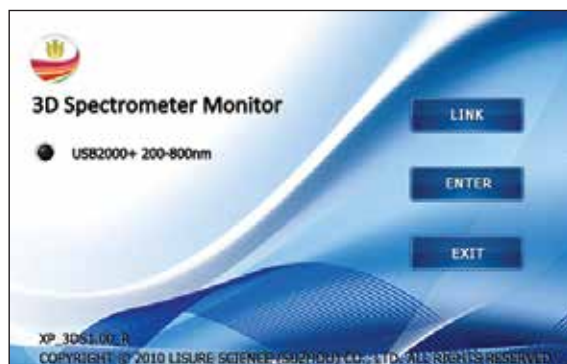 3D Spectrometer Monitor
USB2000+ 200-800nm
LINK
ENTER
EXIT
XP_3DS1.00_R
COPYRIGHT © 2010 LISURE SCIENCE (SUZHOU) CO., LTD. ALL RIGHTS RESERVED